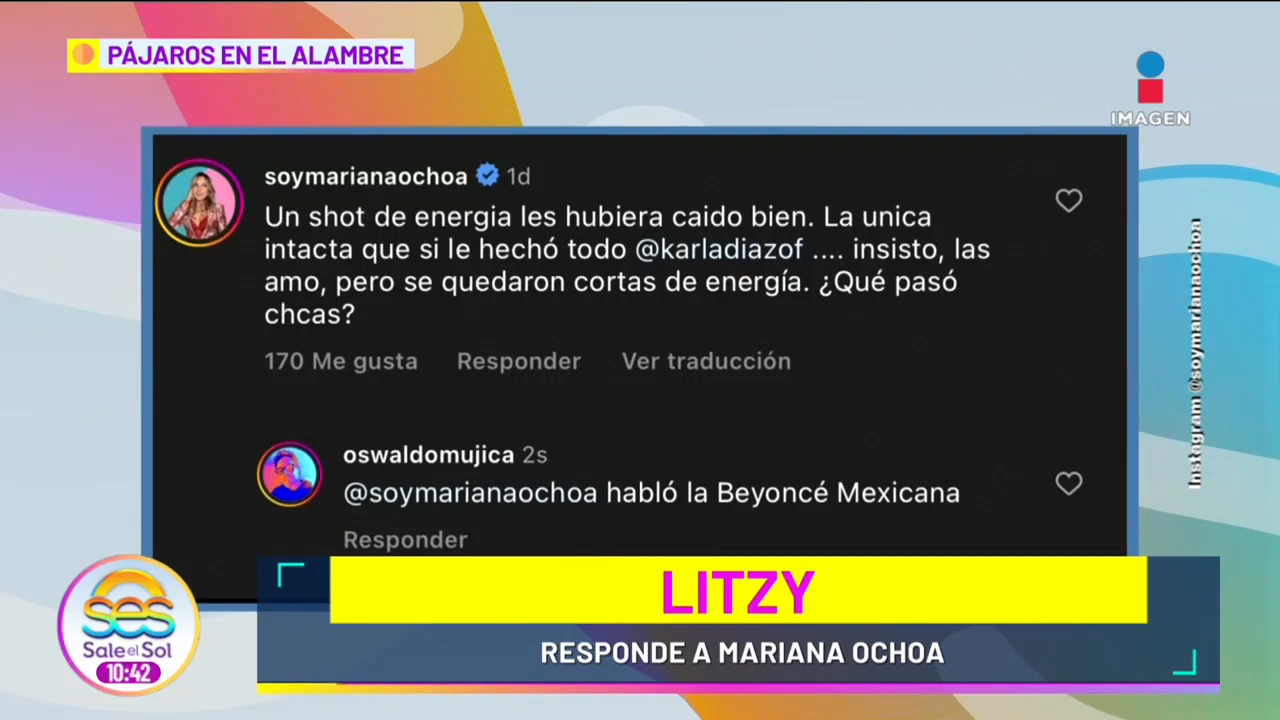 PÁJAROS EN EL ALAMBRE
IMAGEN
soymarianaochoa 1d
Un shot de energia les hubiera caido bien. La unica
intacta que si le hechó todo @karladiazof .... insisto, las
amo, pero se quedaron cortas de energía. ¿Qué pasó
chcas?
170 Me gusta Responder Ver traducción
oswaldomujica 2s
@soymarianaochoa habló la Beyoncé Mexicana
Responder
Instagram @soymarianaochoa
LITZY
RESPONDE A MARIANA OCHOA
ses
Sale el Sol
10:42